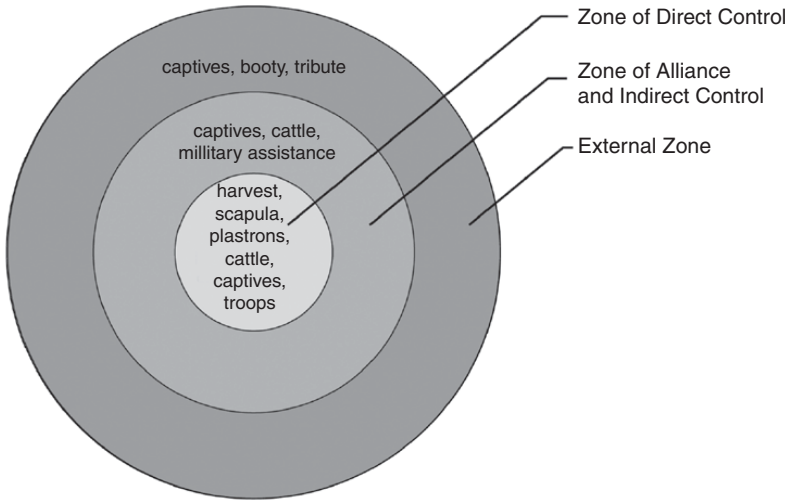 Zone of Direct Control
captives, booty, tribute
Zone of Alliance
and Indirect Control
captives, cattle,
millitary assistance
External Zone
harvest,
scapula,
plastrons,
cattle,
captives,
troops